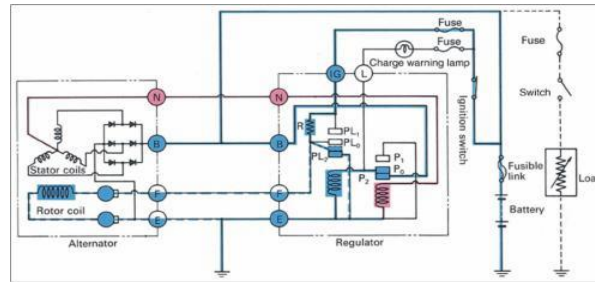 Fuse
Fuse
Charge warning lamp
Fuse
Switch
Load
Ignition switch
Fusible link
Battery
IG
L
N
B
F
E
N
B
F
E
Stator coils
Rotor coil
Alternator
R
PL1
PL0
PL2
P1
P0
P2
Regulator